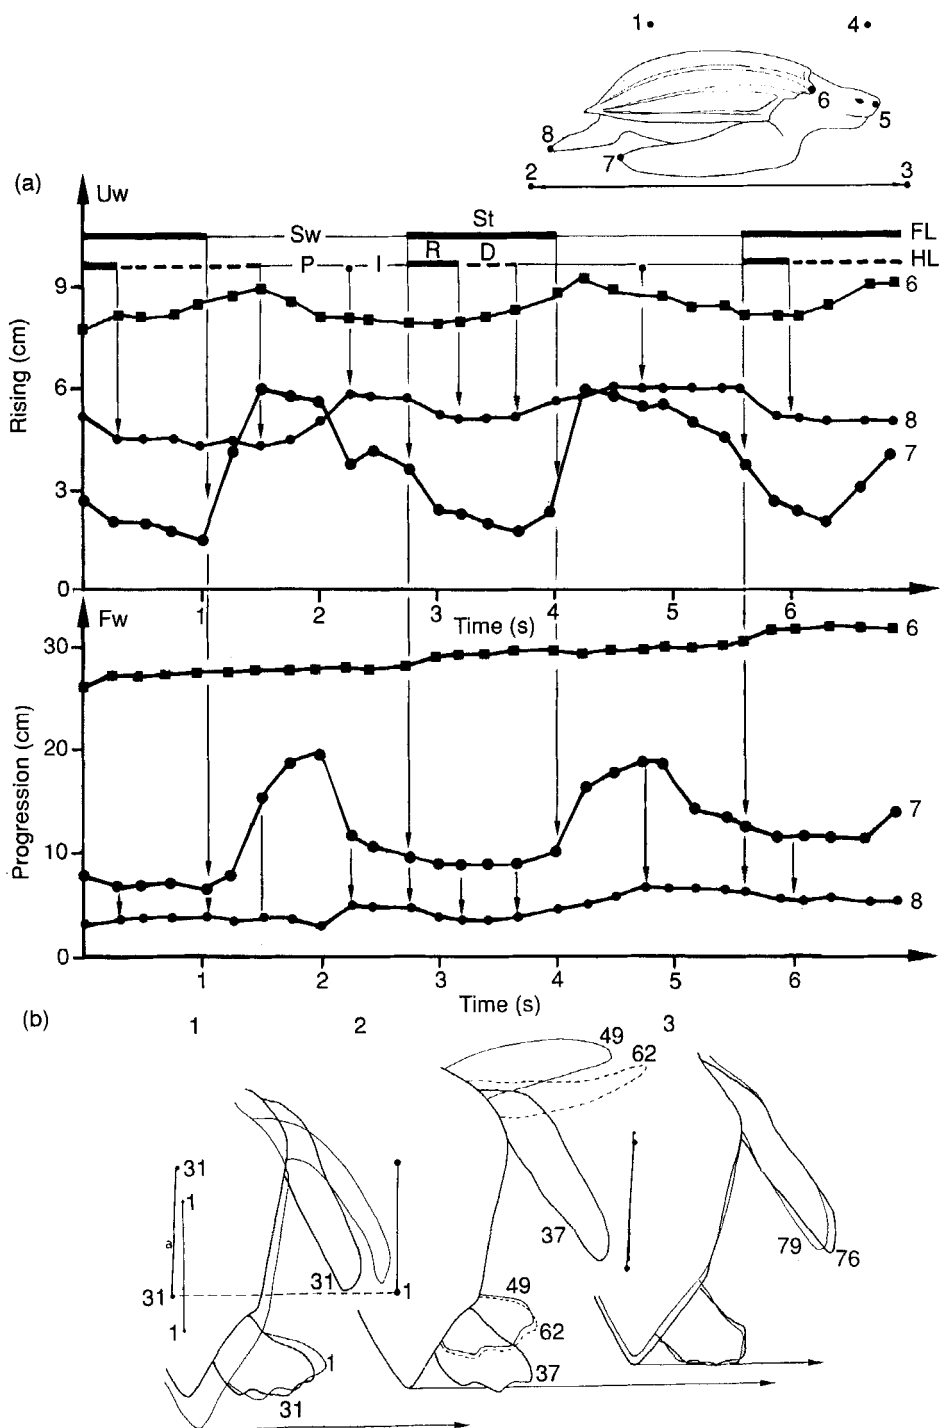 1 4
6
5
8
7
2 3
(a)
Uw
St
Sw FL
R D
P I HL
9 6
Rising (cm)
6
8
7
3
0
1 2 3 4 5 6
Time (s)
Fw
30 6
Progression (cm)
20
7
10
8
0
1 2 3 4 5 6
Time (s)
(b)
1 2 3
49
62
31
1
a
37
79 76
31 31 1
49
1
62
1
37
31